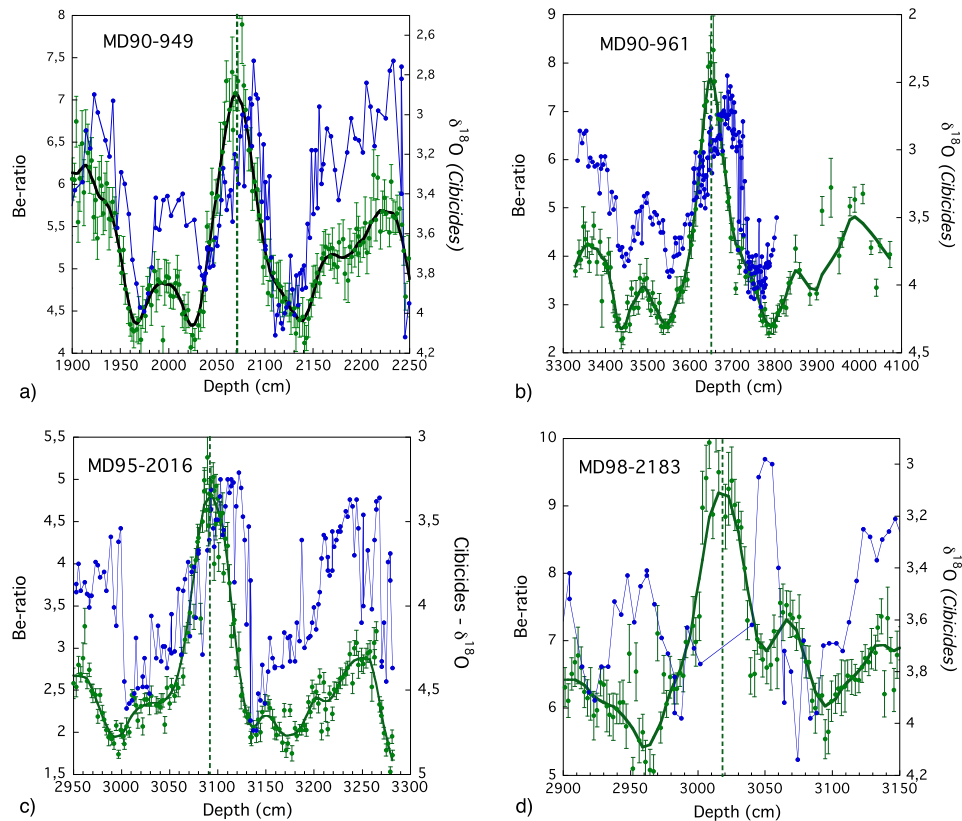 MD90-949
8
7,5
7
6,5
6
5,5
5
4,5
4
Be-ratio
2,6
2,8
3
3,2
3,4
3,6
3,8
4
4,2
δ18O (Cibicides)
1900 1950 2000 2050 2100 2150 2200 2250
Depth (cm)
a)
MD90-961
9
8
7
6
5
4
3
2
Be-ratio
2
2,5
3
3,5
4
4,5
δ18O (Cibicides)
3300 3400 3500 3600 3700 3800 3900 4000 4100
Depth (cm)
b)
MD95-2016
5,5
5
4,5
4
3,5
3
2,5
2
1,5
Be-ratio
3
3,5
4
4,5
5
Cibicides - δ18O
2950 3000 3050 3100 3150 3200 3250 3300
Depth (cm)
c)
MD98-2183
10
9
8
7
6
5
Be-ratio
3
3,2
3,4
3,6
3,8
4
4,2
δ18O (Cibicides)
2900 2950 3000 3050 3100 3150
Depth (cm)
d)